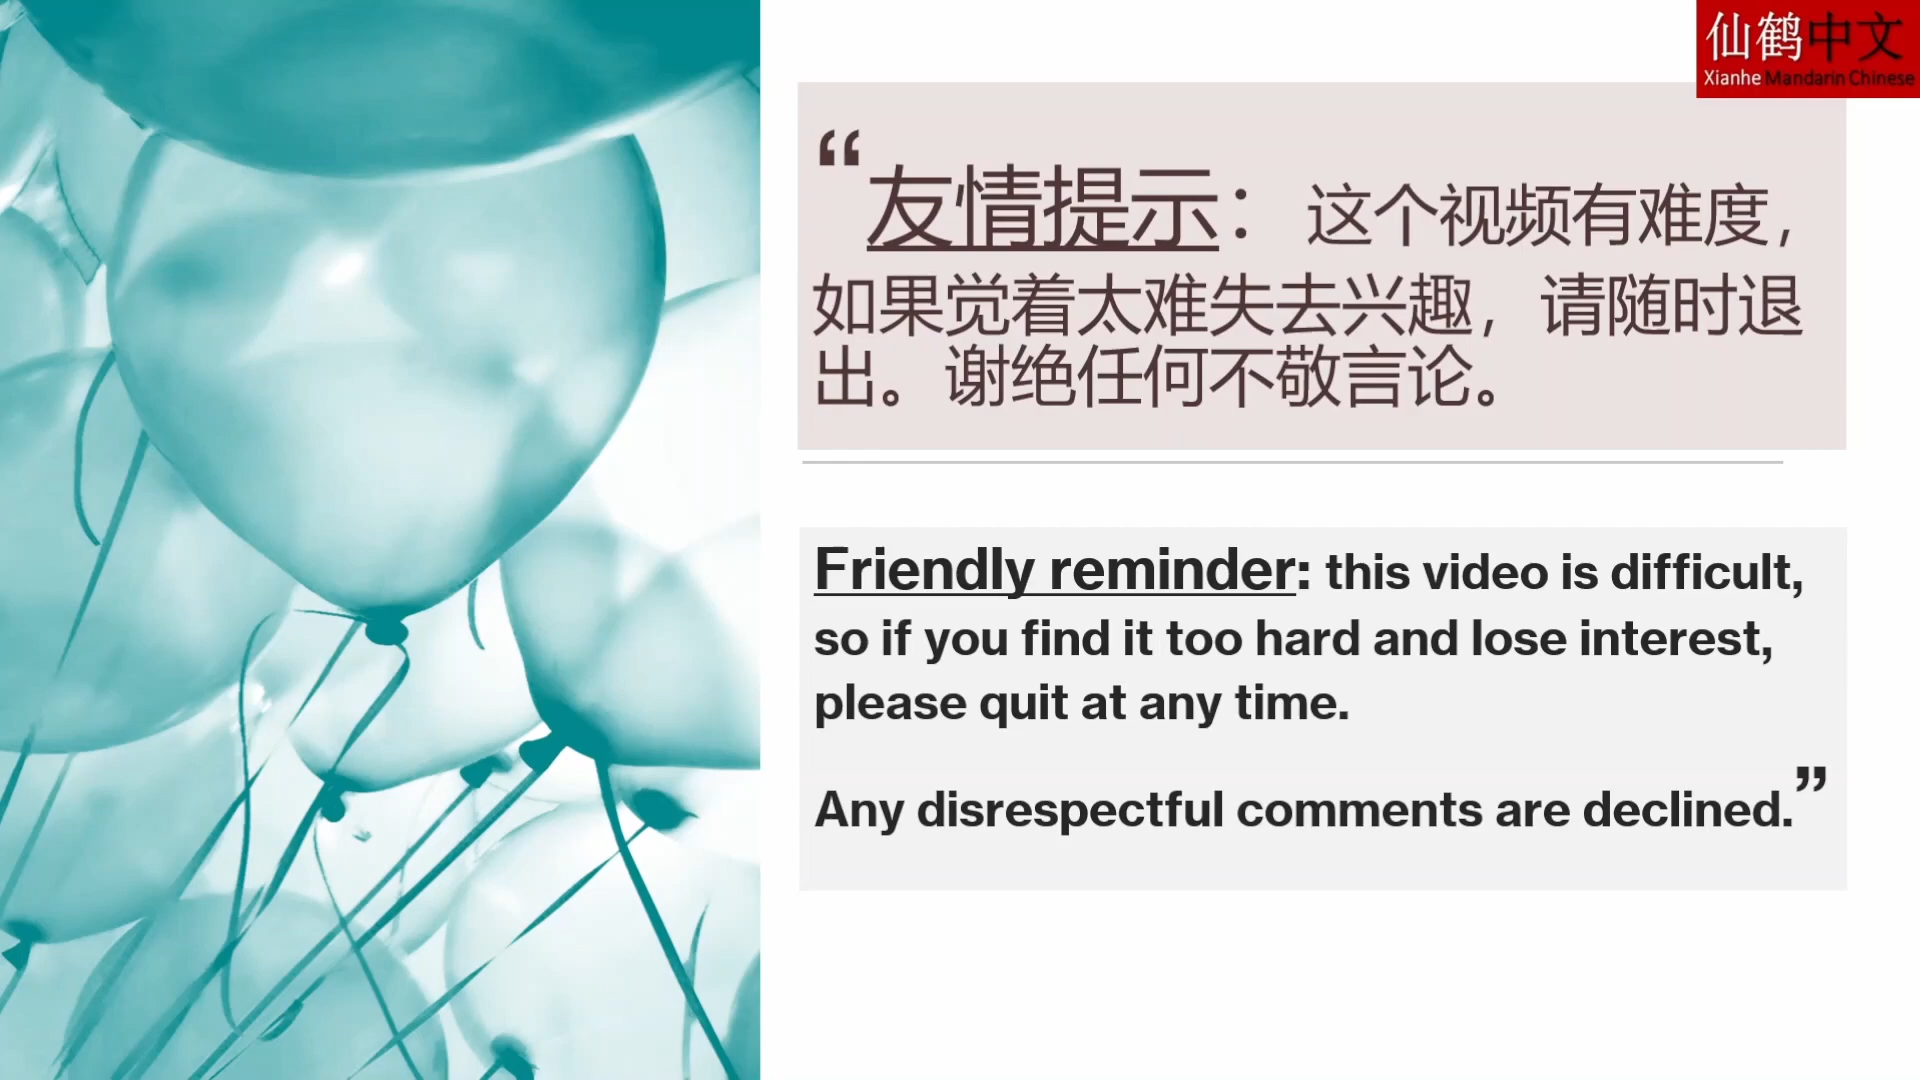 仙鹤中文
Xianhe Mandarin Chinese
“友情提示：这个视频有难度，
如果觉着太难失去兴趣，请随时退
出。谢绝任何不敬言论。
Friendly reminder: this video is difficult,
so if you find it too hard and lose interest,
please quit at any time.
Any disrespectful comments are declined.”